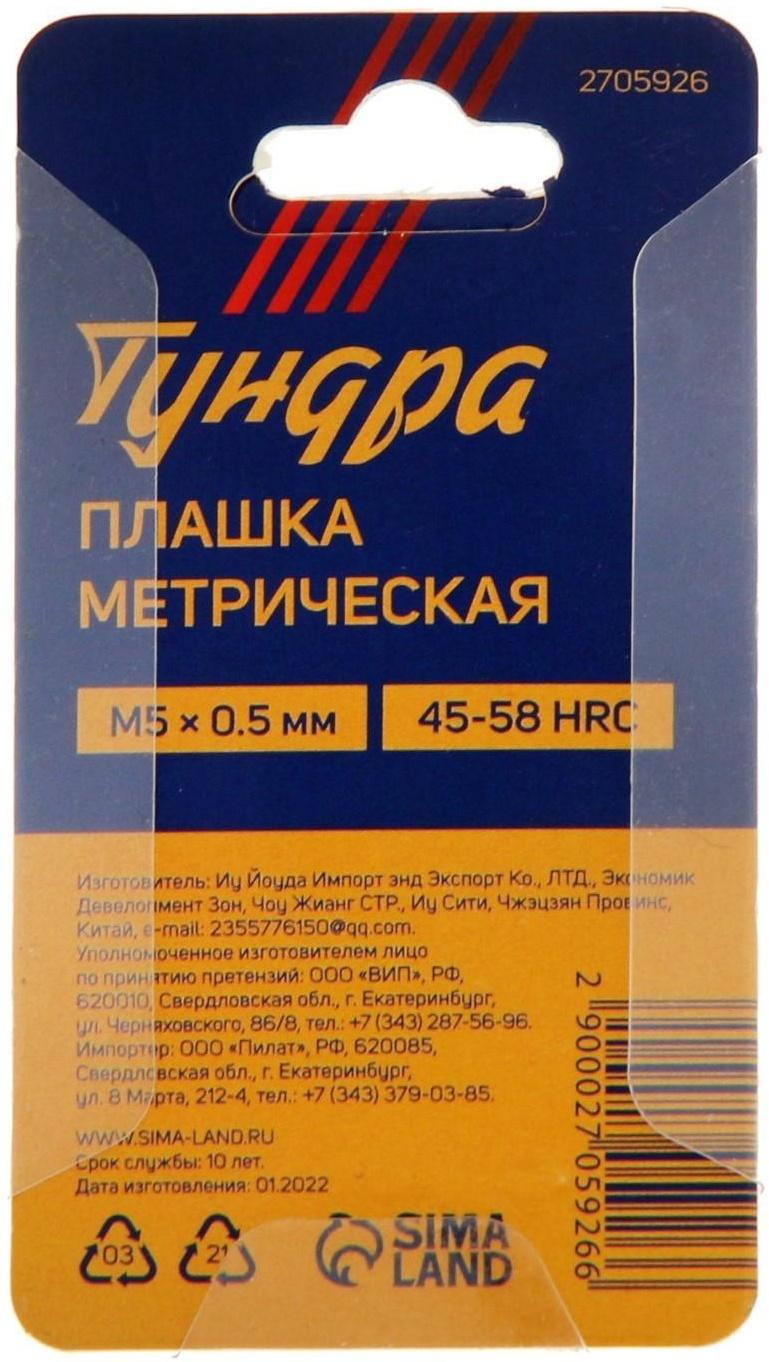 2705926
Тундра
ПЛАШКА
МЕТРИЧЕСКАЯ
М5 × 0.5 мм
45-58 HRC
Изготовитель: Иу Йоуда Импорт энд Экспорт Ко., ЛТД., Экономик
Девелопмент Зон, Чоу Жианг СТР., Иу Сити, Чжэцзян Провинс,
Китай, e-mail: 2355776150@qq.com.
Уполномоченное изготовителем лицо
по принятию претензий: ООО «ВИП», РФ,
620010, Свердловская обл., г. Екатеринбург,
ул. Черняховского, 86/8, тел.: +7 (343) 287-56-96.
Импортер: ООО «Пилат», РФ, 620085,
Свердловская обл., г. Екатеринбург,
ул. 8 Марта, 212-4, тел.: +7 (343) 379-03-85.
WWW.SIMA-LAND.RU
Срок службы: 10 лет.
Дата изготовления: 01.2022
03
21
SIMA
LAND
2 900027 059266